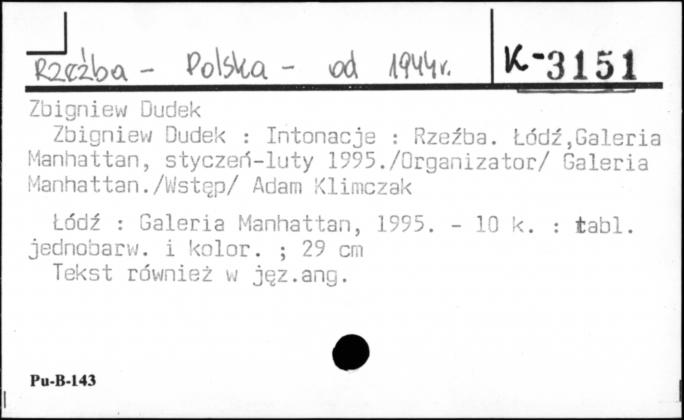 Rzeźba - Polska - od 1944r.
K-3151
Zbigniew Dudek
Zbigniew Dudek : Intonacje : Rzeźba. Łódź,Galeria
Manhattan, styczeń-luty 1995./Organizator/ Galeria
Manhattan./Wstęp/ Adam Klimczak
Łódź : Galeria Manhattan, 1995. - 10 k. : tabl.
jednobarw. i kolor. ; 29 cm
Tekst również w jęz.ang.
Pu-B-143